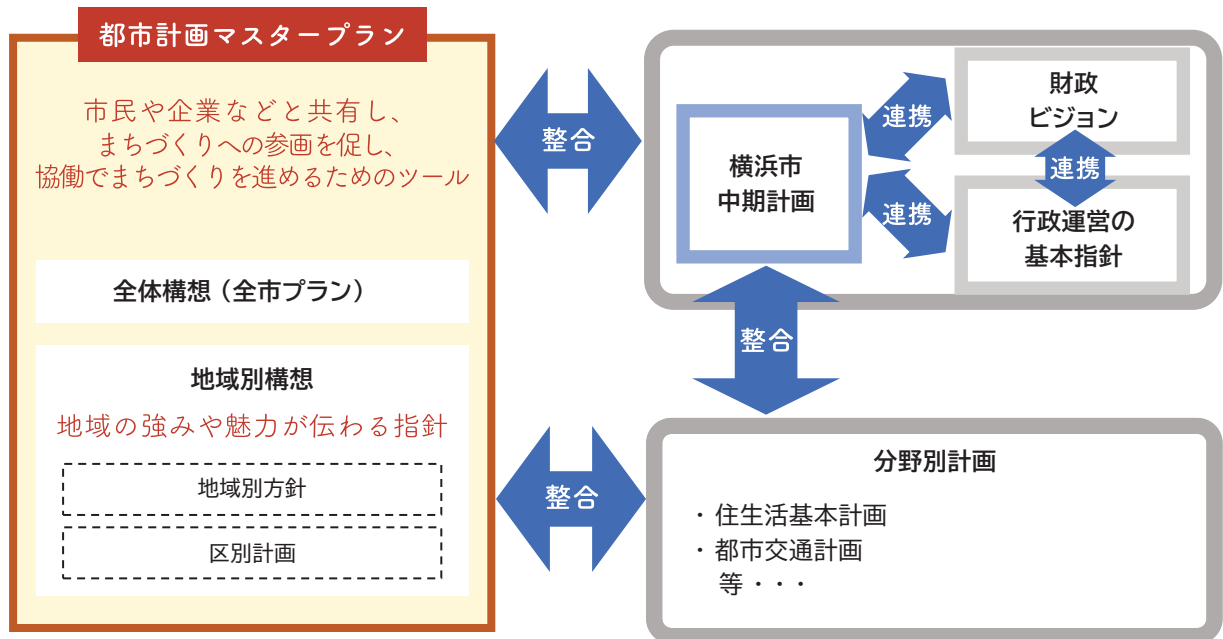 都市計画マスタープラン
市民や企業などと共有し、
まちづくりへの参画を促し、
協働でまちづくりを進めるためのツール
全体構想（全市プラン）
地域別構想
地域の強みや魅力が伝わる指針
地域別方針
区別計画
整合
整合
横浜市
中期計画
連携
連携
財政
ビジョン
連携
行政運営の
基本指針
整合
分野別計画
・住生活基本計画
・都市交通計画
等・・・